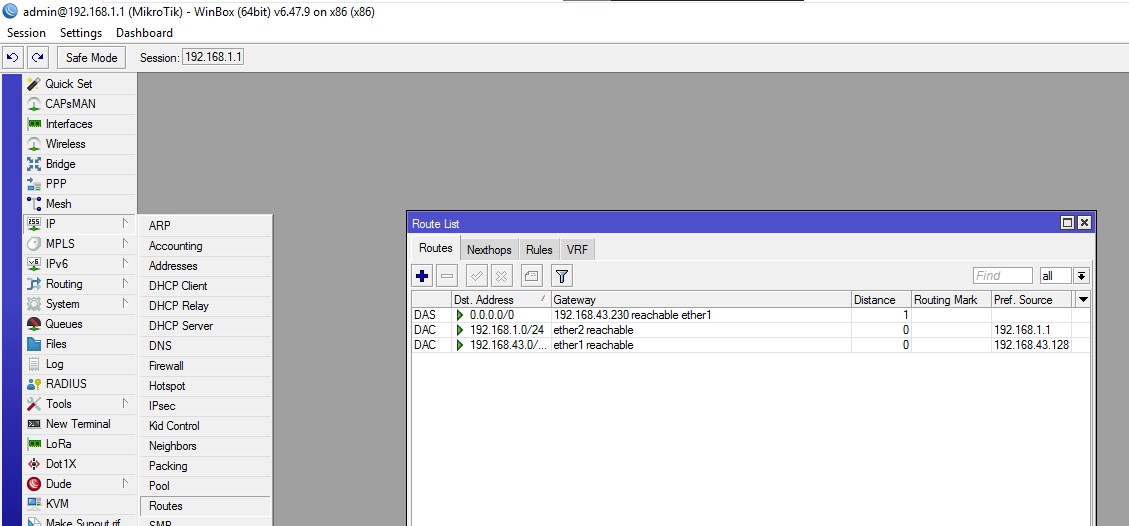 admin@192.168.1.1 (MikroTik) - WinBox (64bit) v6.47.9 on x86 (x86)
Session Settings Dashboard
Safe Mode Session: 192.168.1.1
Quick Set
CAPsMAN
Interfaces
Wireless
Bridge
PPP
Mesh
IP
MPLS
IPv6
Routing
System
Queues
Files
Log
RADIUS
Tools
New Terminal
LoRa
Dot1X
Dude
KVM
Make Supout.rif
ARP
Accounting
Addresses
DHCP Client
DHCP Relay
DHCP Server
DNS
Firewall
Hotspot
IPsec
Kid Control
Neighbors
Packing
Pool
Routes
SMB
Route List
Routes Nexthops Rules VRF
Find all
Dst. Address Gateway Distance Routing Mark Pref. Source
DAS 0.0.0.0/0 192.168.43.230 reachable ether1 1
DAC 192.168.1.0/24 ether2 reachable 0 192.168.1.1
DAC 192.168.43.0/... ether1 reachable 0 192.168.43.128